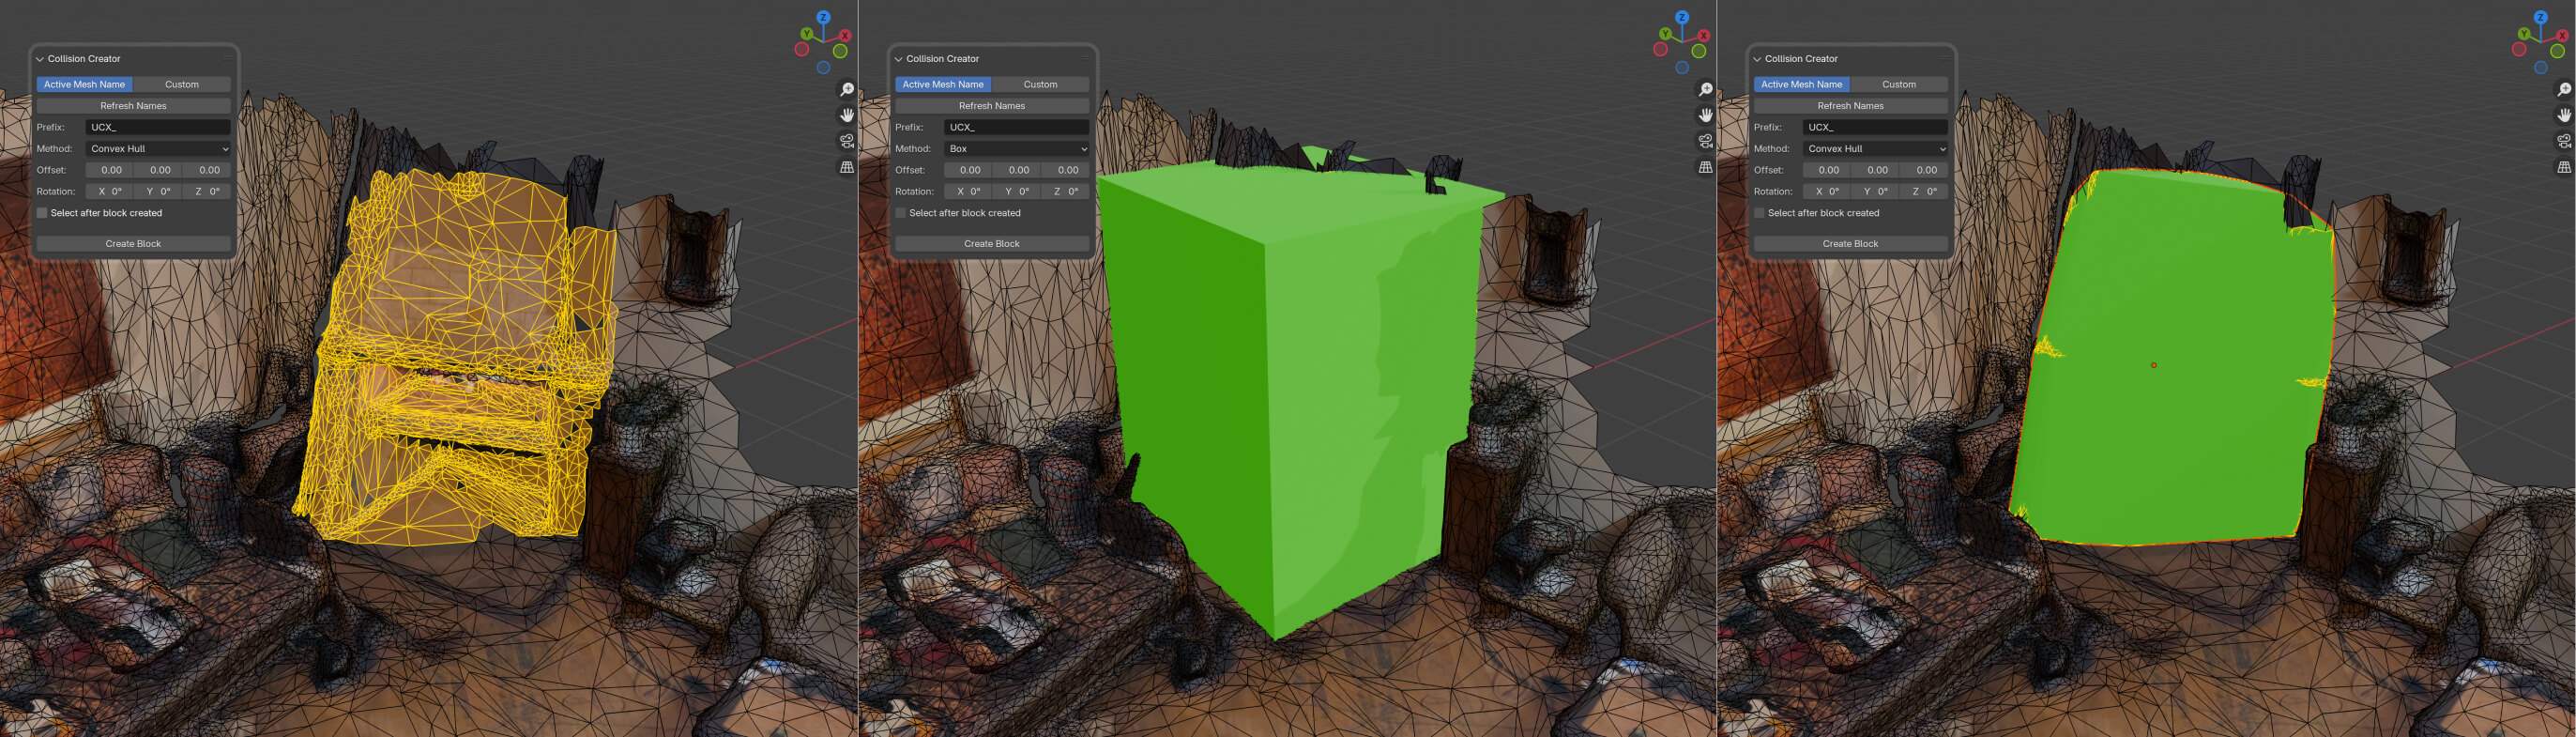 Z
Y X
Collision Creator
Active Mesh Name Custom
Refresh Names
Prefix: UCX_
Method: Convex Hull
Offset: 0.00 0.00 0.00
Rotation: X 0° Y 0° Z 0°
Select after block created
Create Block
Z
Y X
Collision Creator
Active Mesh Name Custom
Refresh Names
Prefix: UCX_
Method: Box
Offset: 0.00 0.00 0.00
Rotation: X 0° Y 0° Z 0°
Select after block created
Create Block
Z
Y X
Collision Creator
Active Mesh Name Custom
Refresh Names
Prefix: UCX_
Method: Convex Hull
Offset: 0.00 0.00 0.00
Rotation: X 0° Y 0° Z 0°
Select after block created
Create Block